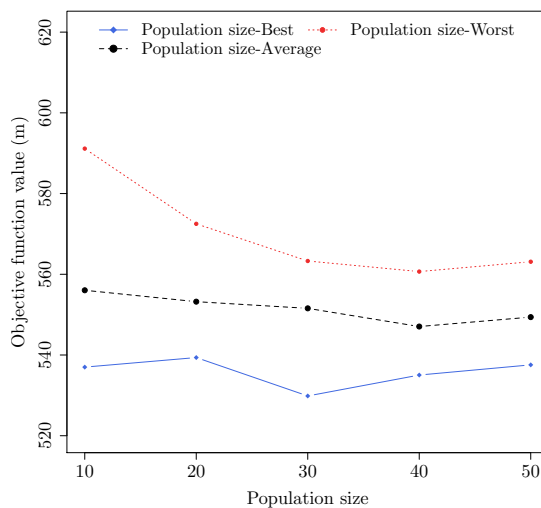 Population size-Best Population size-Worst
Population size-Average
Objective function value (m)
620
600
580
560
540
520
10 20 30 40 50
Population size